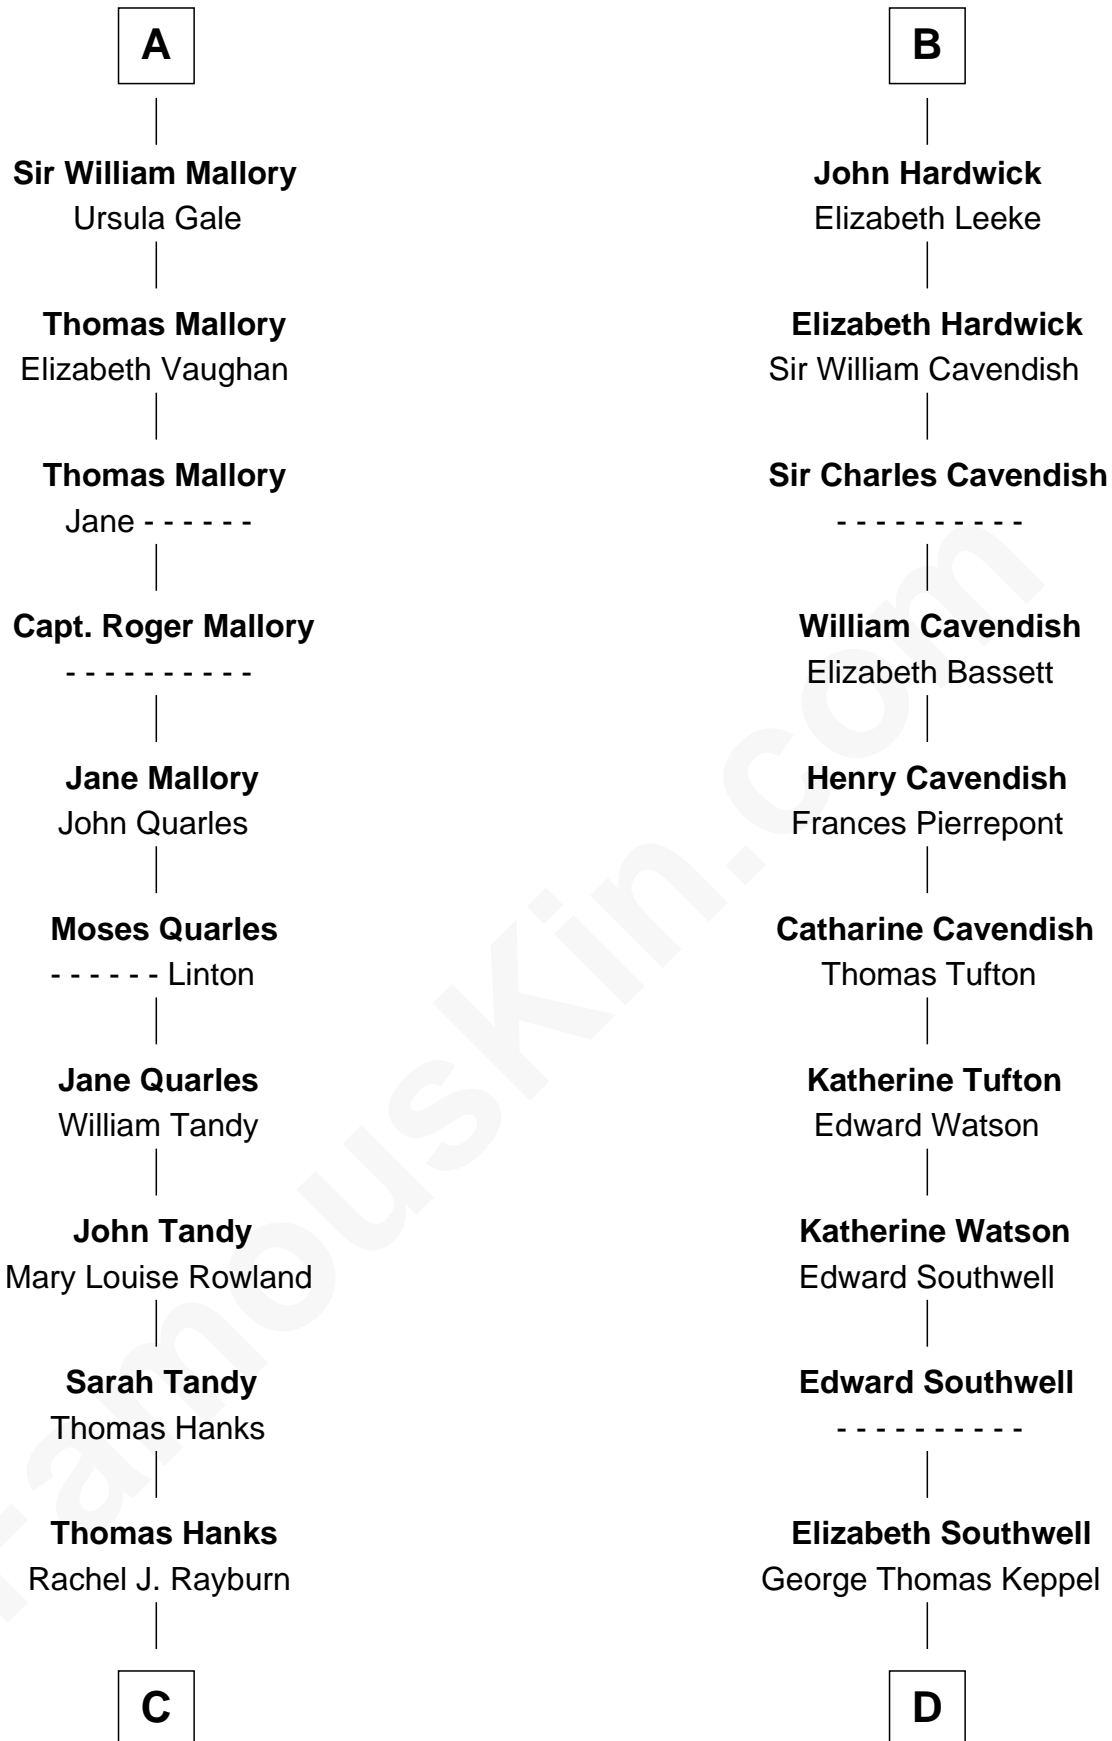 A
Sir William Mallory
Ursula Gale
Thomas Mallory
Elizabeth Vaughan
Thomas Mallory
Jane - - - - - -
Capt. Roger Mallory
- - - - - - - - - -
Jane Mallory
John Quarles
Moses Quarles
- - - - - - Linton
Jane Quarles
William Tandy
John Tandy
Mary Louise Rowland
Sarah Tandy
Thomas Hanks
Thomas Hanks
Rachel J. Rayburn
C
B
John Hardwick
Elizabeth Leeke
Elizabeth Hardwick
Sir William Cavendish
Sir Charles Cavendish
- - - - - - - - - -
William Cavendish
Elizabeth Bassett
Henry Cavendish
Frances Pierrepont
Catharine Cavendish
Thomas Tufton
Katherine Tufton
Edward Watson
Katherine Watson
Edward Southwell
Edward Southwell
- - - - - - - - - -
Elizabeth Southwell
George Thomas Keppel
D
FamousKin.com